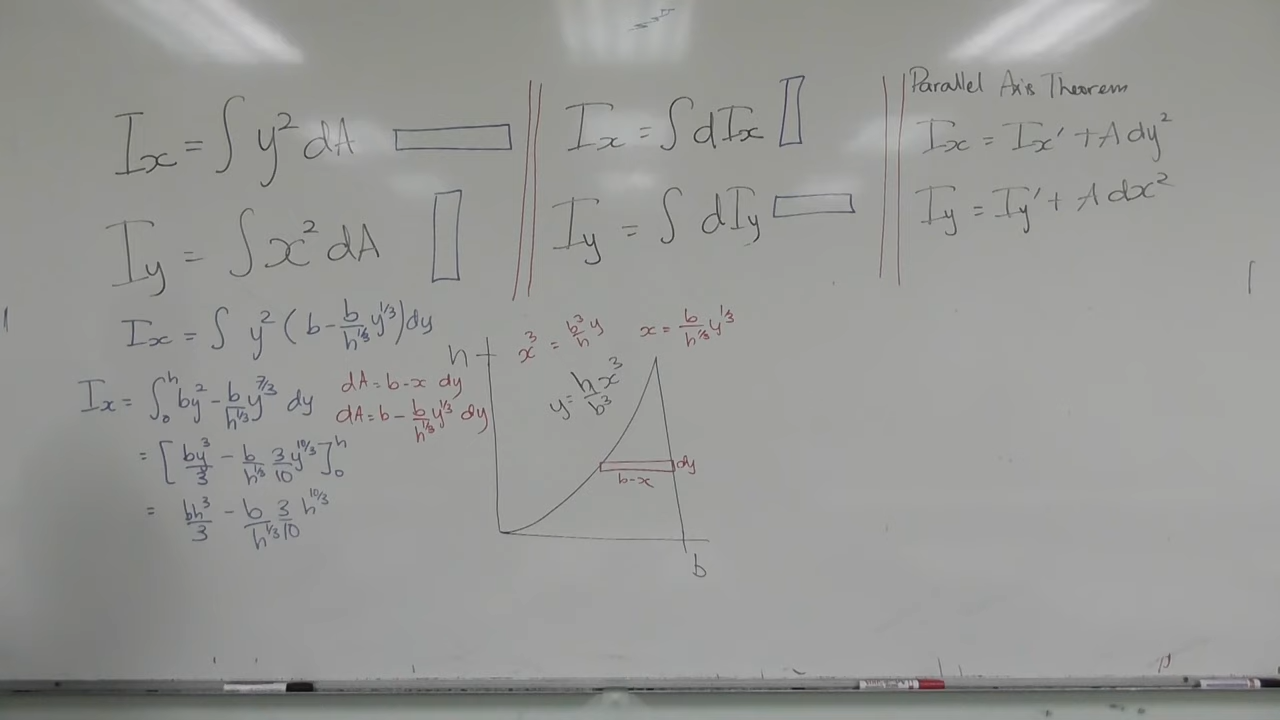 Ix = ∫ y² dA
Iy = ∫ x² dA
Ix = ∫ dIx
Iy = ∫ dIy
Parallel Axis Theorem
Ix = Ix' + A dy²
Iy = Iy' + A dx²
Ix = ∫ y² (b - b/h^1/3 y^1/3) dy
Ix = ∫₀ʰ by² - b/h^1/3 y^7/3 dy
= [by³/3 - b/h^1/3 3/10 y^10/3]₀ʰ
= bh³/3 - b/h^1/3 3/10 h^10/3
dA = b-x dy
dA = b - b/h^1/3 y^1/3 dy
x³ = b³/h y
x = b/h^1/3 y^1/3
h
y = hx³/b³
dy
b-x
b